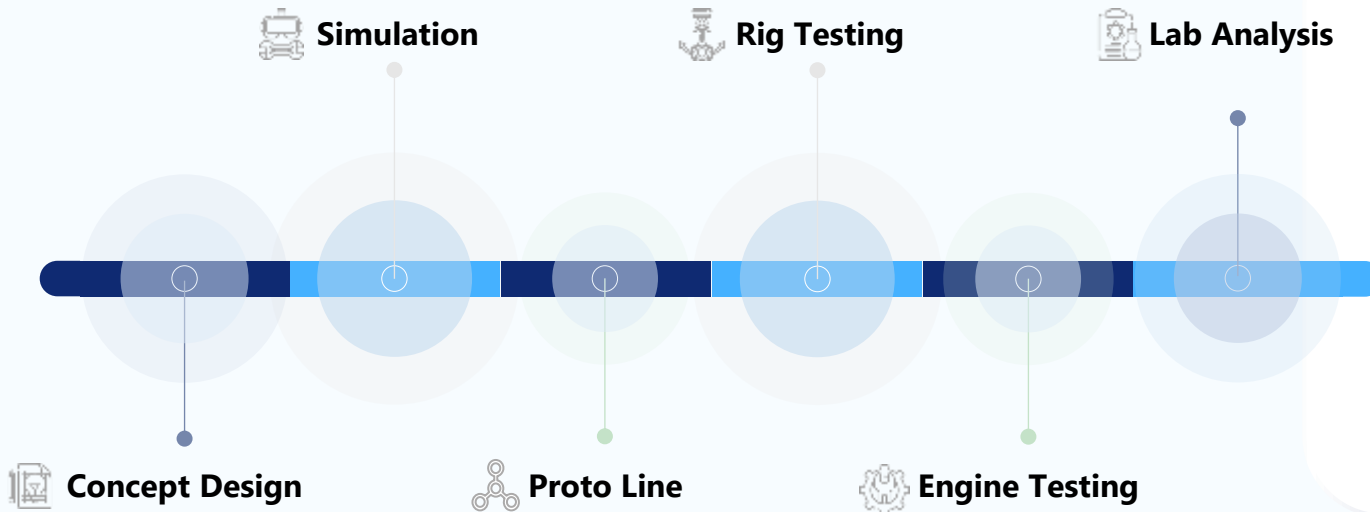 Simulation
Rig Testing
Lab Analysis
Concept Design
Proto Line
Engine Testing